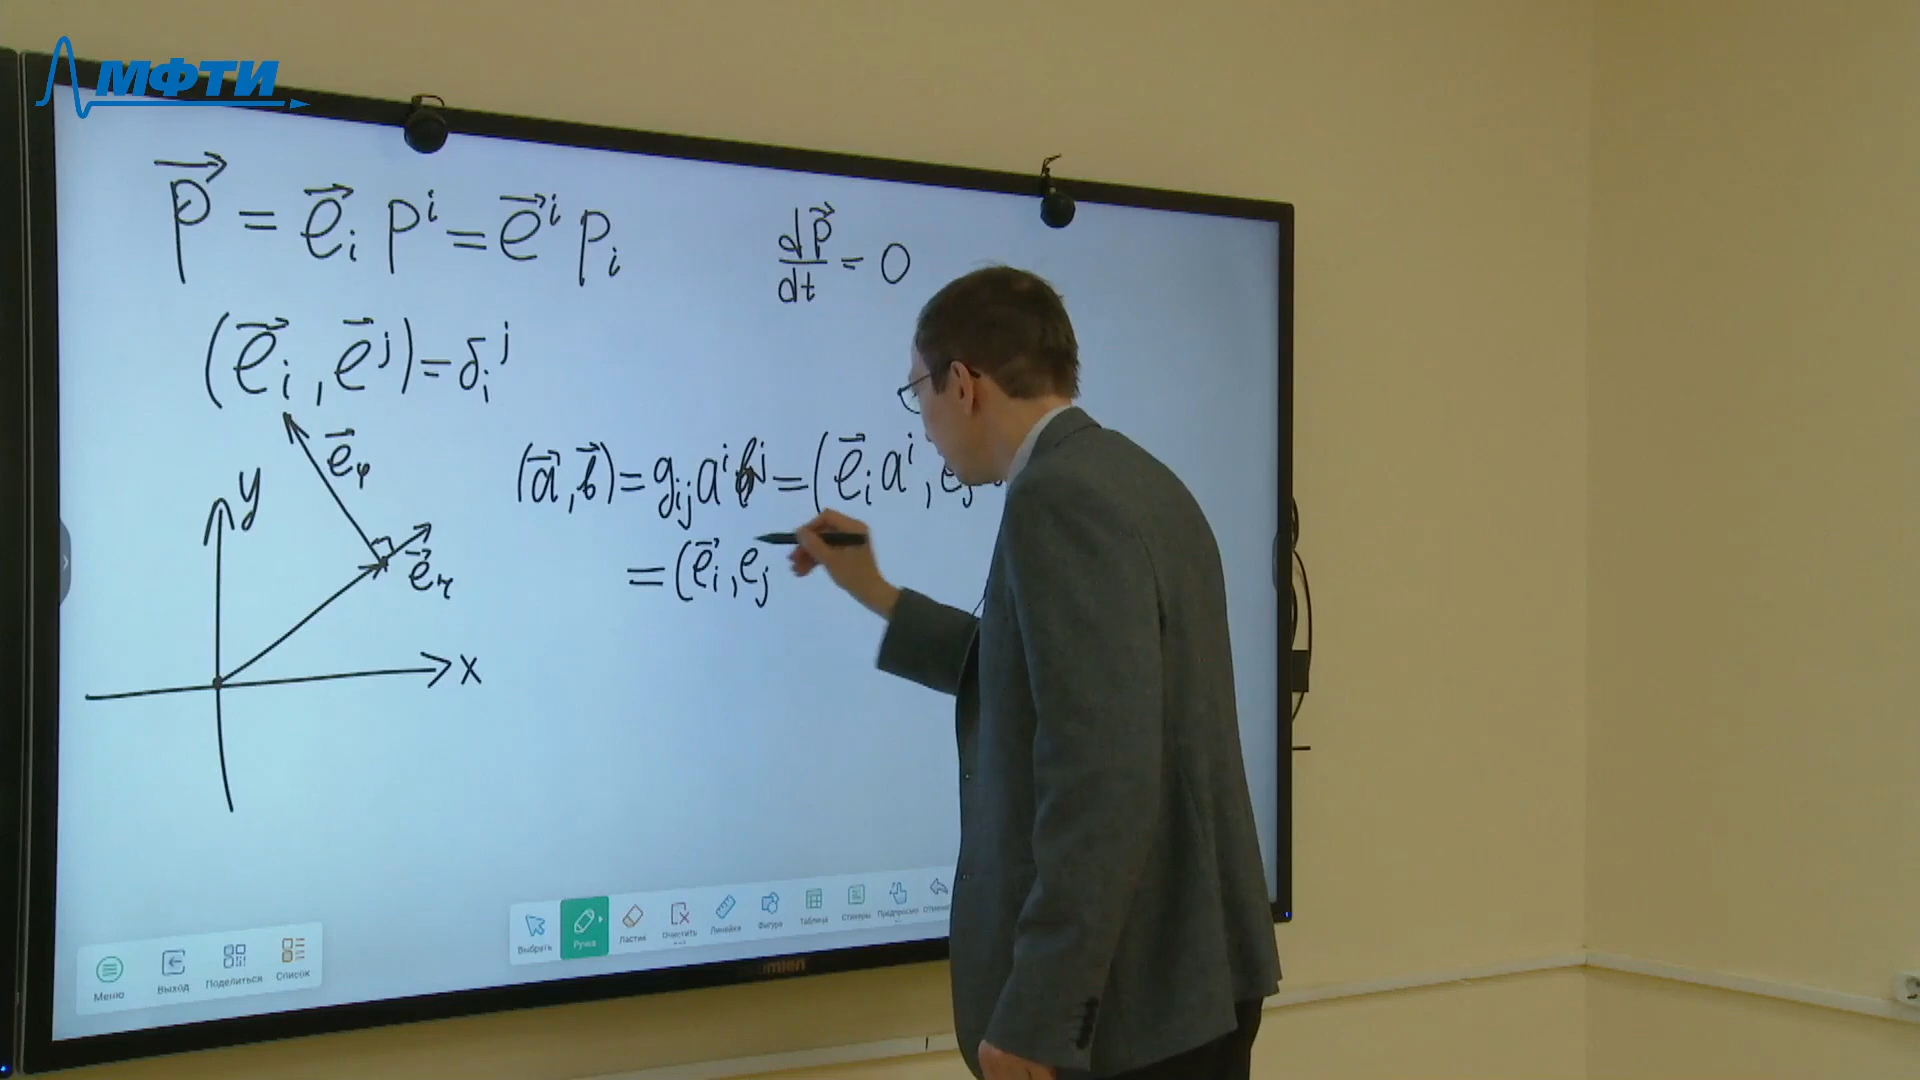 МФТИ
p⃗ = e⃗ᵢ pⁱ = e⃗ⁱ pᵢ
dp⃗/dt = 0
(e⃗ᵢ, e⃗ʲ) = δᵢʲ
e⃗φ
y
(a⃗, b⃗) = gᵢⱼ aⁱ bʲ = (e⃗ᵢ aⁱ, eⱼ
e⃗r
= (e⃗ᵢ, eⱼ
x
Выбрать Ручка Ластик Очистить Линейка Фигура Таблица Стикеры
Меню Выход Поделиться Список